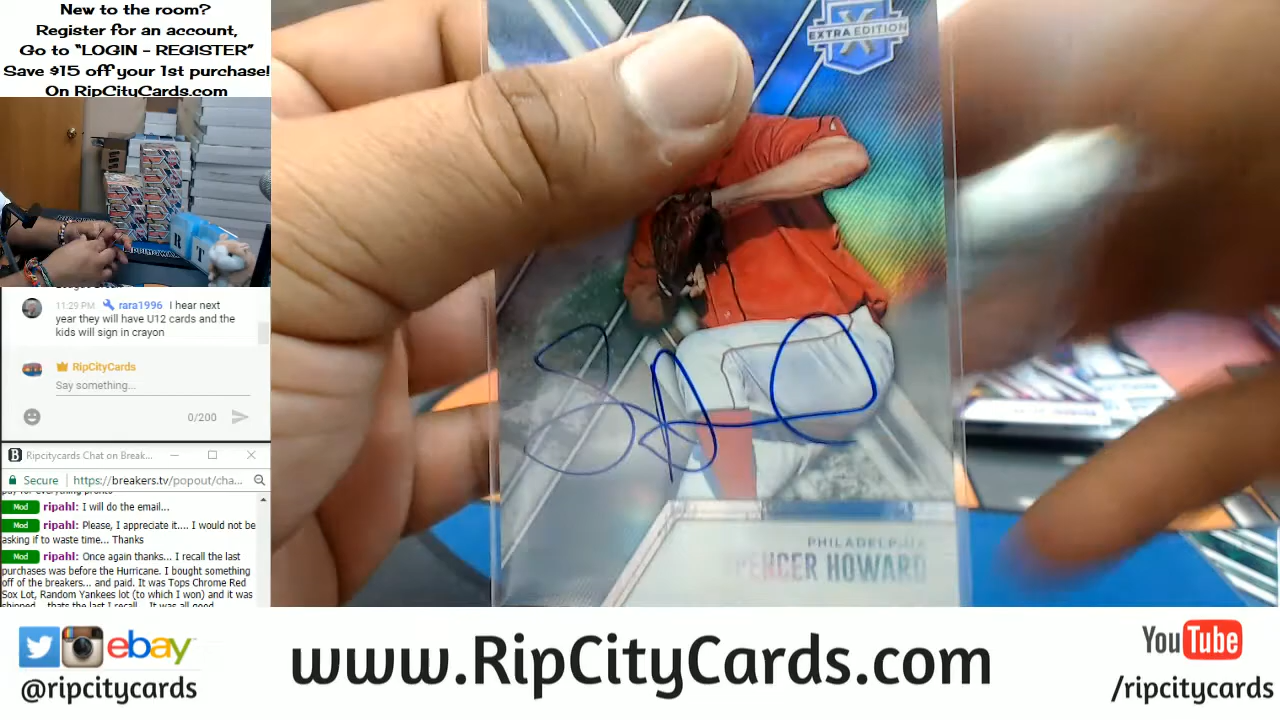 New to the room?
Register for an account,
Go to “LOGIN - REGISTER”
Save $15 off your 1st purchase!
On RipCityCards.com
11:29 PM rara1996 I hear next
year they will have U12 cards and the
kids will sign in crayon
RipCityCards
Say something...
0/200
Ripcitycards Chat on Break...
Secure https://breakers.tv/popout/cha...
Mod ripahl: I will do the email...
Mod ripahl: Please, I appreciate it.... I would not be
asking if to waste time... Thanks
Mod ripahl: Once again thanks... I recall the last
purchases was before the Hurricane. I bought something
off of the breakers... and paid. It was Tops Chrome Red
Sox Lot, Random Yankees lot (to which I won) and it was
EXTRA EDITION
X
PHILADELPHIA
PENCER HOWARD
ebay
@ripcitycards
www.RipCityCards.com
YouTube
/ripcitycards